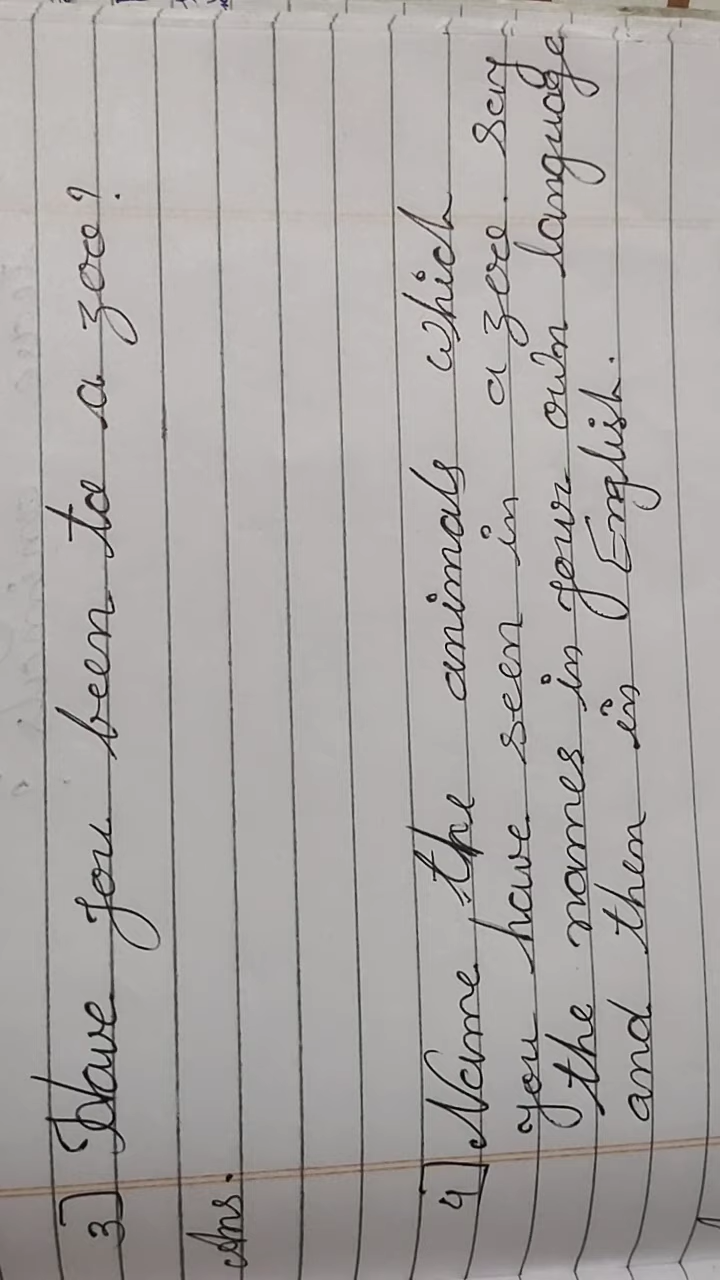 3] Have you been to a zoo?
Ans.
4] Name the animals which
you have seen in a zoo. say
the names in your own language
and then in English.